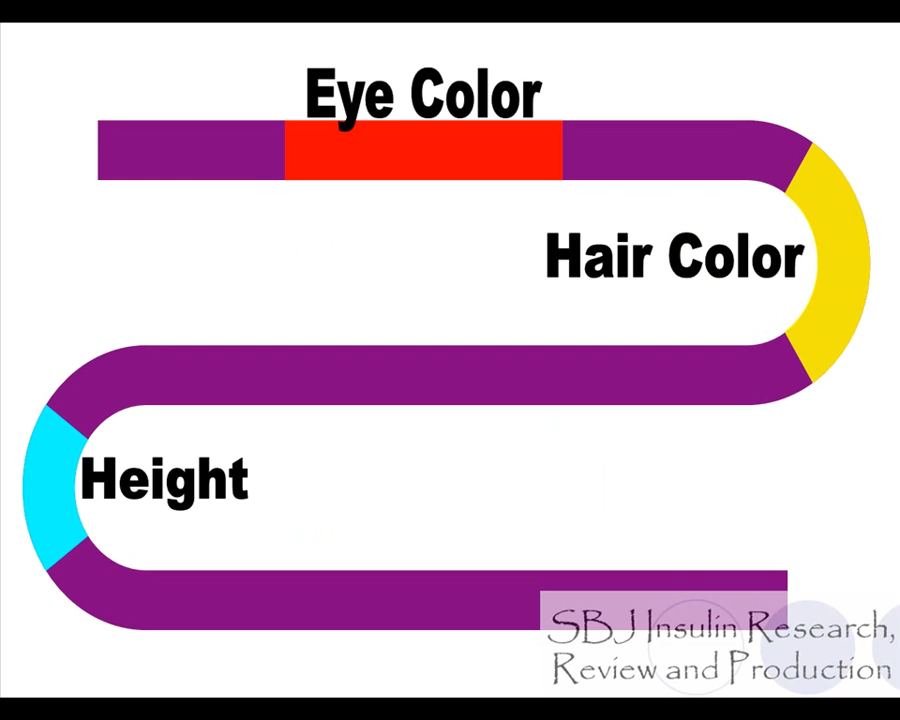 Eye Color
Hair Color
Height
SBJ Insulin Research,
Review and Production